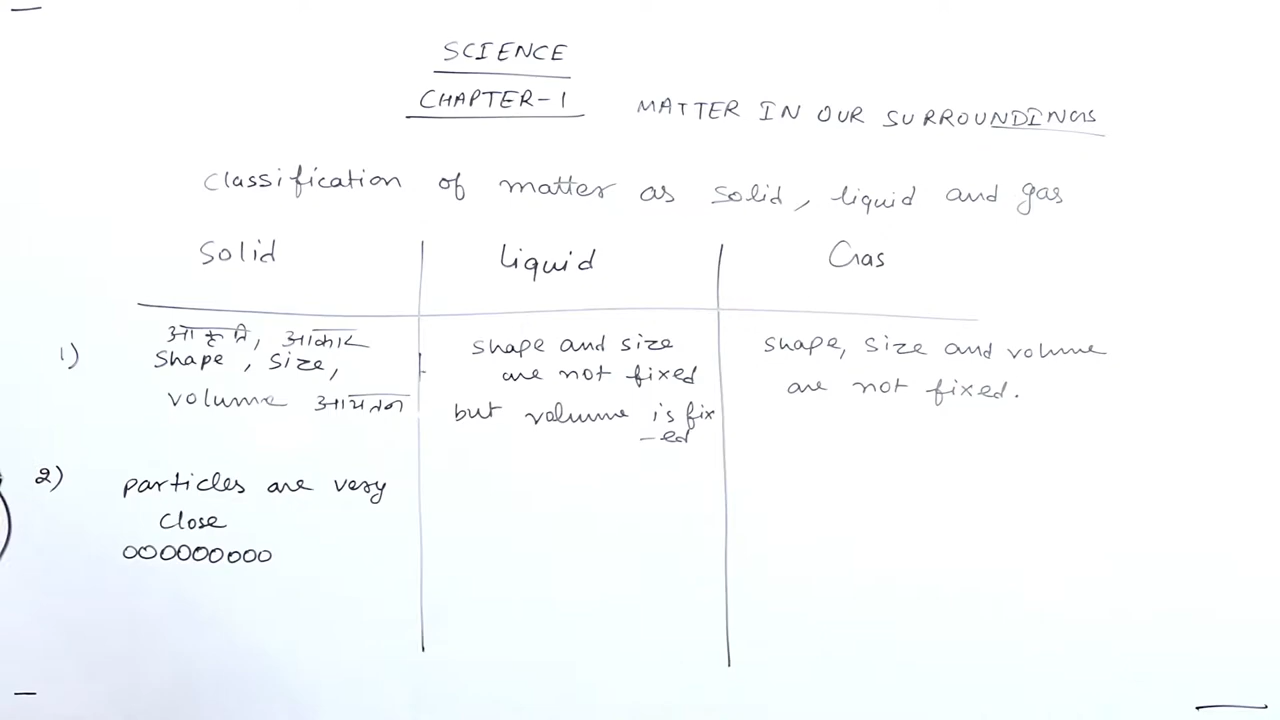 SCIENCE
CHAPTER-1 MATTER IN OUR SURROUNDINGS
Classification of matter as solid, liquid and gas
Solid Liquid Gas
1) आकृति, आकार
Shape, size,
volume आयतन
shape and size
are not fixed
but volume is fix
-ed
shape, size and volume
are not fixed.
2) particles are very
close